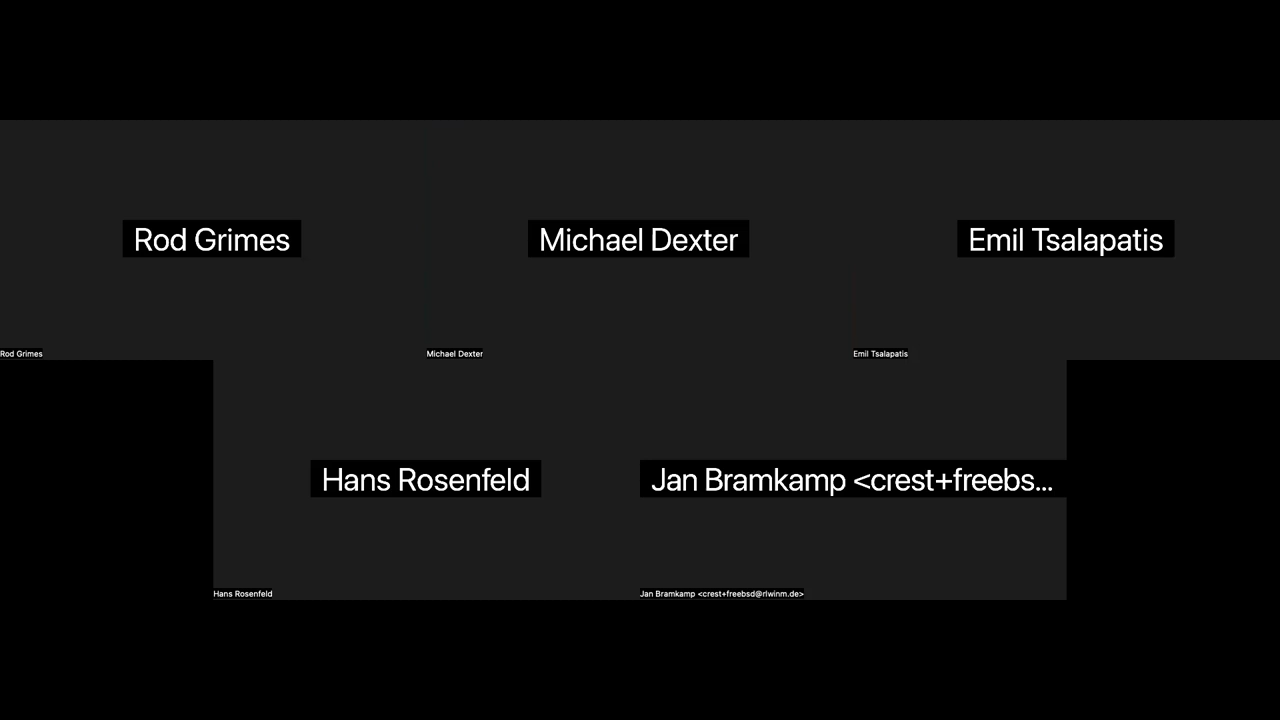 Rod Grimes
Michael Dexter
Emil Tsalapatis
Rod Grimes
Michael Dexter
Emil Tsalapatis
Hans Rosenfeld
Jan Bramkamp <crest+freebs...
Hans Rosenfeld
Jan Bramkamp <crest+freebsd@rlwinm.de>